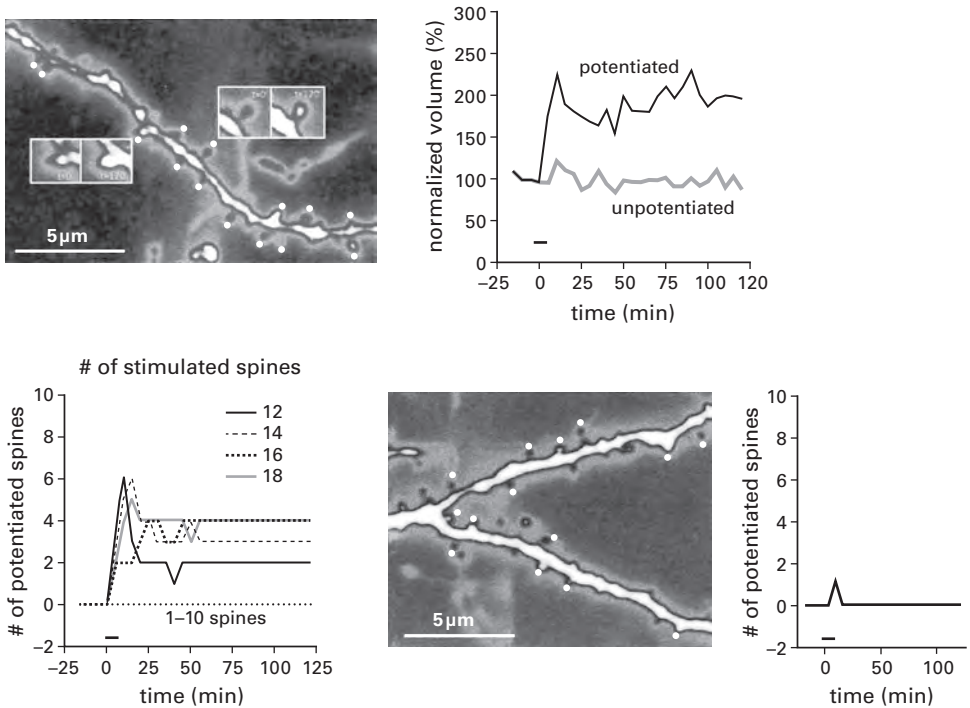 t=0'
t=120'
t=0'
t=120'
5µm
normalized volume (%)
300
250
200
150
100
50
0
potentiated
unpotentiated
−25 0 25 50 75 100 120
time (min)
# of stimulated spines
# of potentiated spines
10
8
6
4
2
0
−2
12
14
16
18
1–10 spines
−25 0 25 50 75 100 125
time (min)
5µm
# of potentiated spines
10
8
6
4
2
0
−2
0 50 100
time (min)